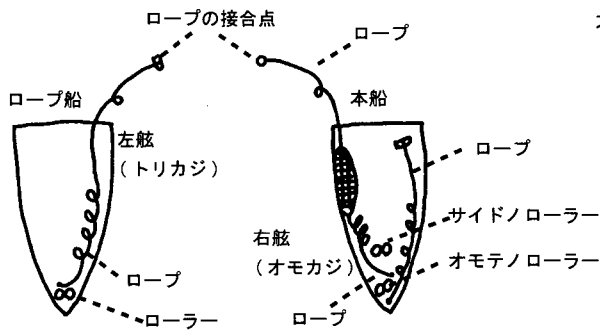 ロープの接合点
ロープ
ロープ船
本船
左舷
(トリカジ)
ロープ
サイドノローラー
右舷
(オモカジ)
オモテノローラー
ロープ
ロープ
ローラー